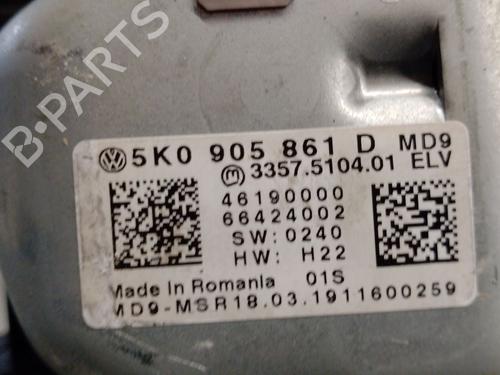 5K0 905 861 D MD9
3357.5104.01 ELV
46190000
66424002
SW: 0240
HW: H22
Made In Romania 01S
MD9-MSR18.03.1911600259